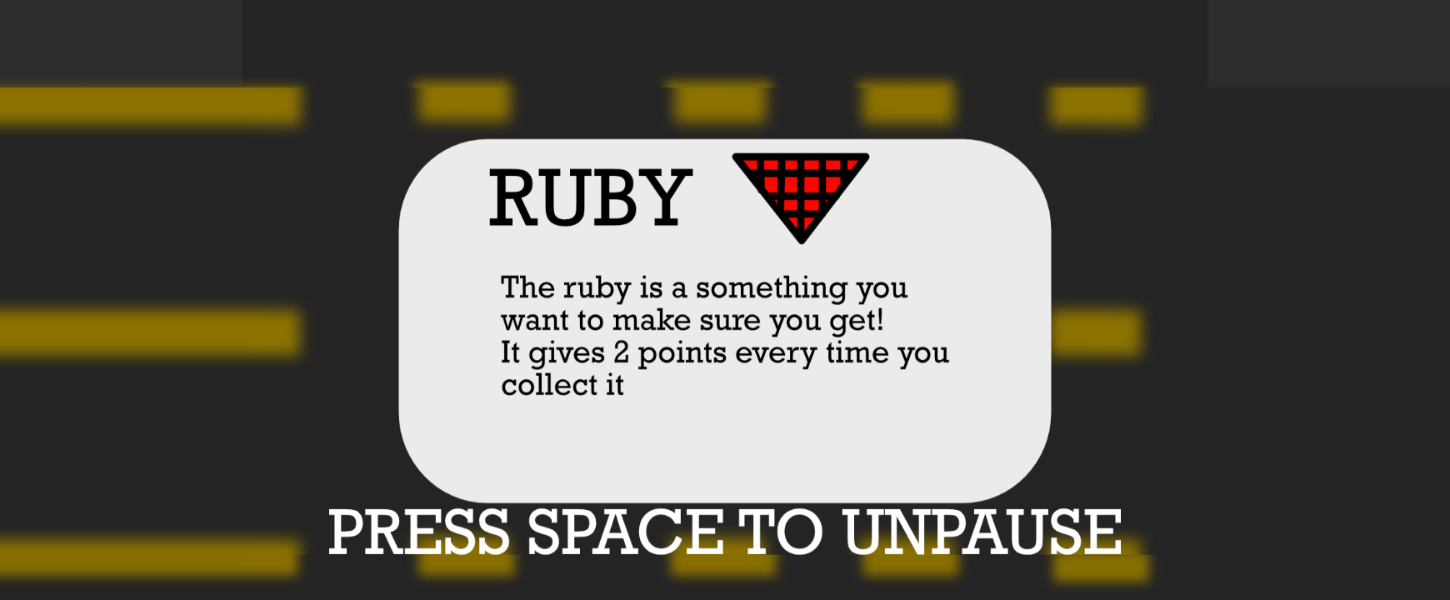 RUBY
The ruby is a something you
want to make sure you get!
It gives 2 points every time you
collect it
PRESS SPACE TO UNPAUSE